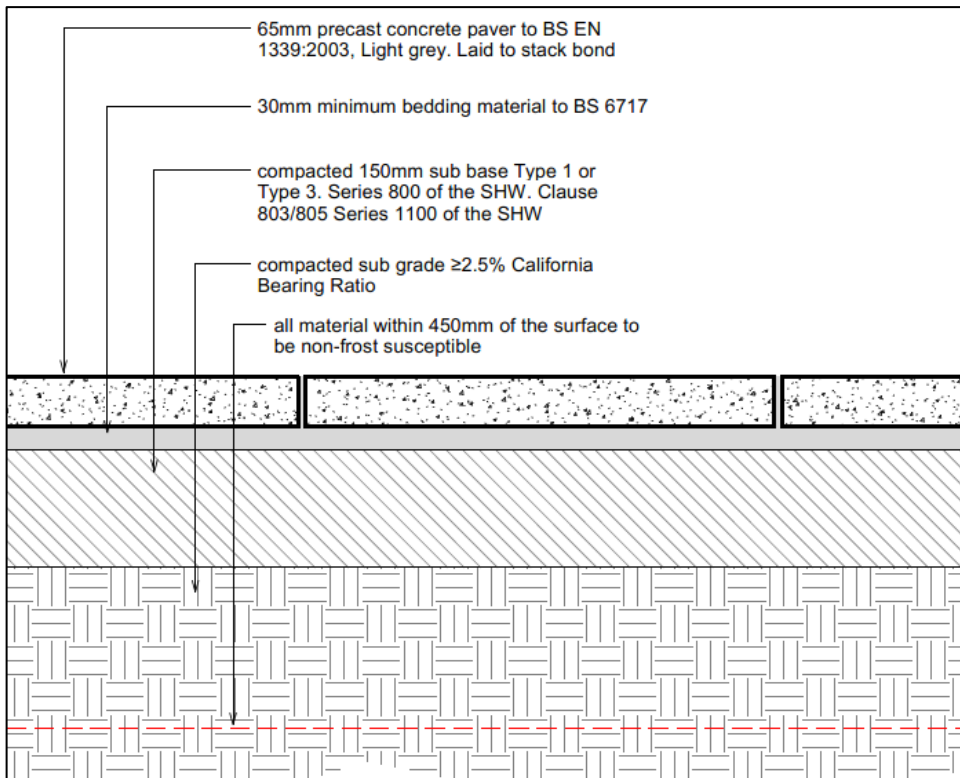 65mm precast concrete paver to BS EN
1339:2003, Light grey. Laid to stack bond
30mm minimum bedding material to BS 6717
compacted 150mm sub base Type 1 or
Type 3. Series 800 of the SHW. Clause
803/805 Series 1100 of the SHW
compacted sub grade ≥2.5% California
Bearing Ratio
all material within 450mm of the surface to
be non-frost susceptible